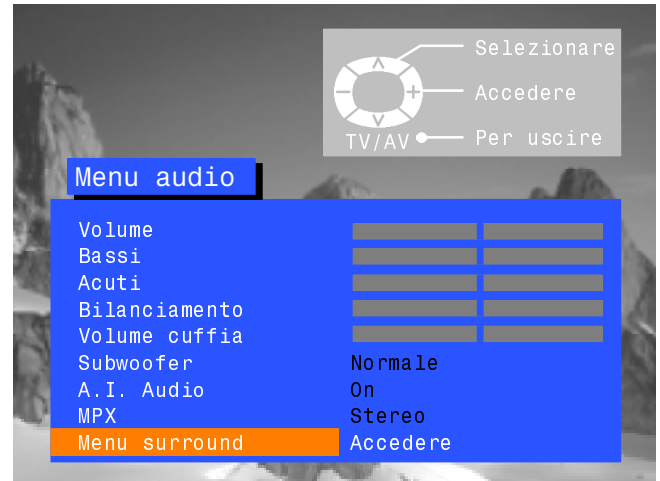 Selezionare
Accedere
TV/AV Per uscire
Menu audio
Volume
Bassi
Acuti
Bilanciamento
Volume cuffia
Subwoofer Normale
A.I. Audio On
MPX Stereo
Menu surround Accedere